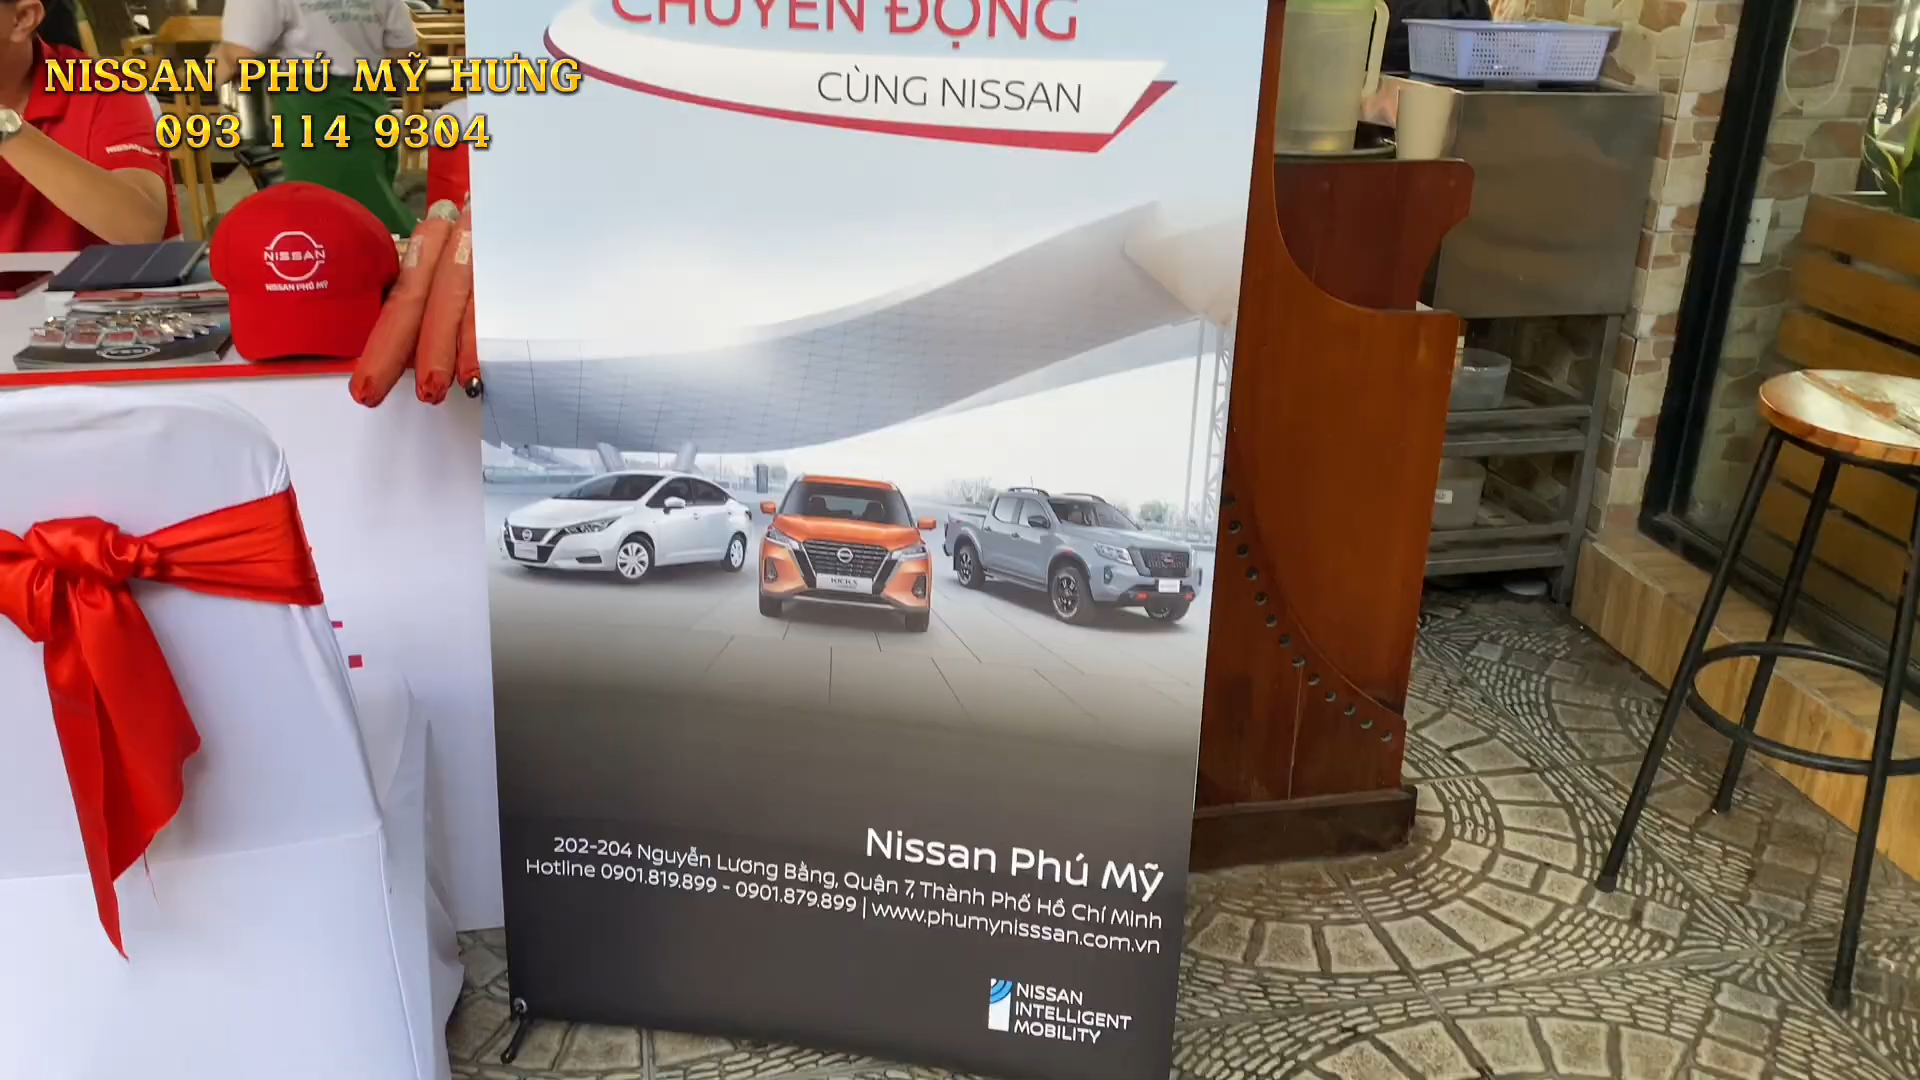 NISSAN PHÚ MỸ HƯNG
093 114 9304
CHUYỂN ĐỘNG
CÙNG NISSAN
NISSAN
NISSAN PHÚ MỸ
KICKS
Nissan Phú Mỹ
202-204 Nguyễn Lương Bằng, Quận 7, Thành Phố Hồ Chí Minh
Hotline 0901.819.899 - 0901.879.899 | www.phumynisssan.com.vn
NISSAN
INTELLIGENT
MOBILITY